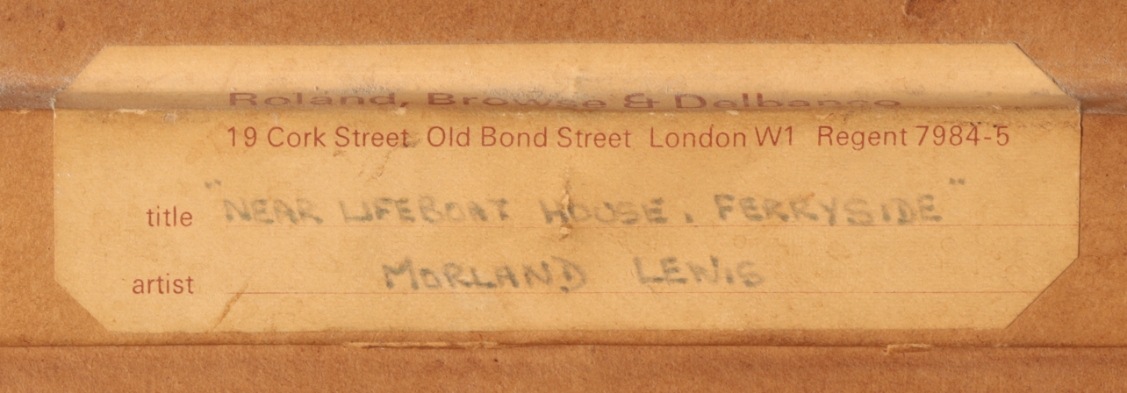 Roland, Browse & Delbanco
19 Cork Street Old Bond Street London W1 Regent 7984-5
title "NEAR LIFEBOAT HOUSE, FERRYSIDE"
artist MORLAND LEWIS